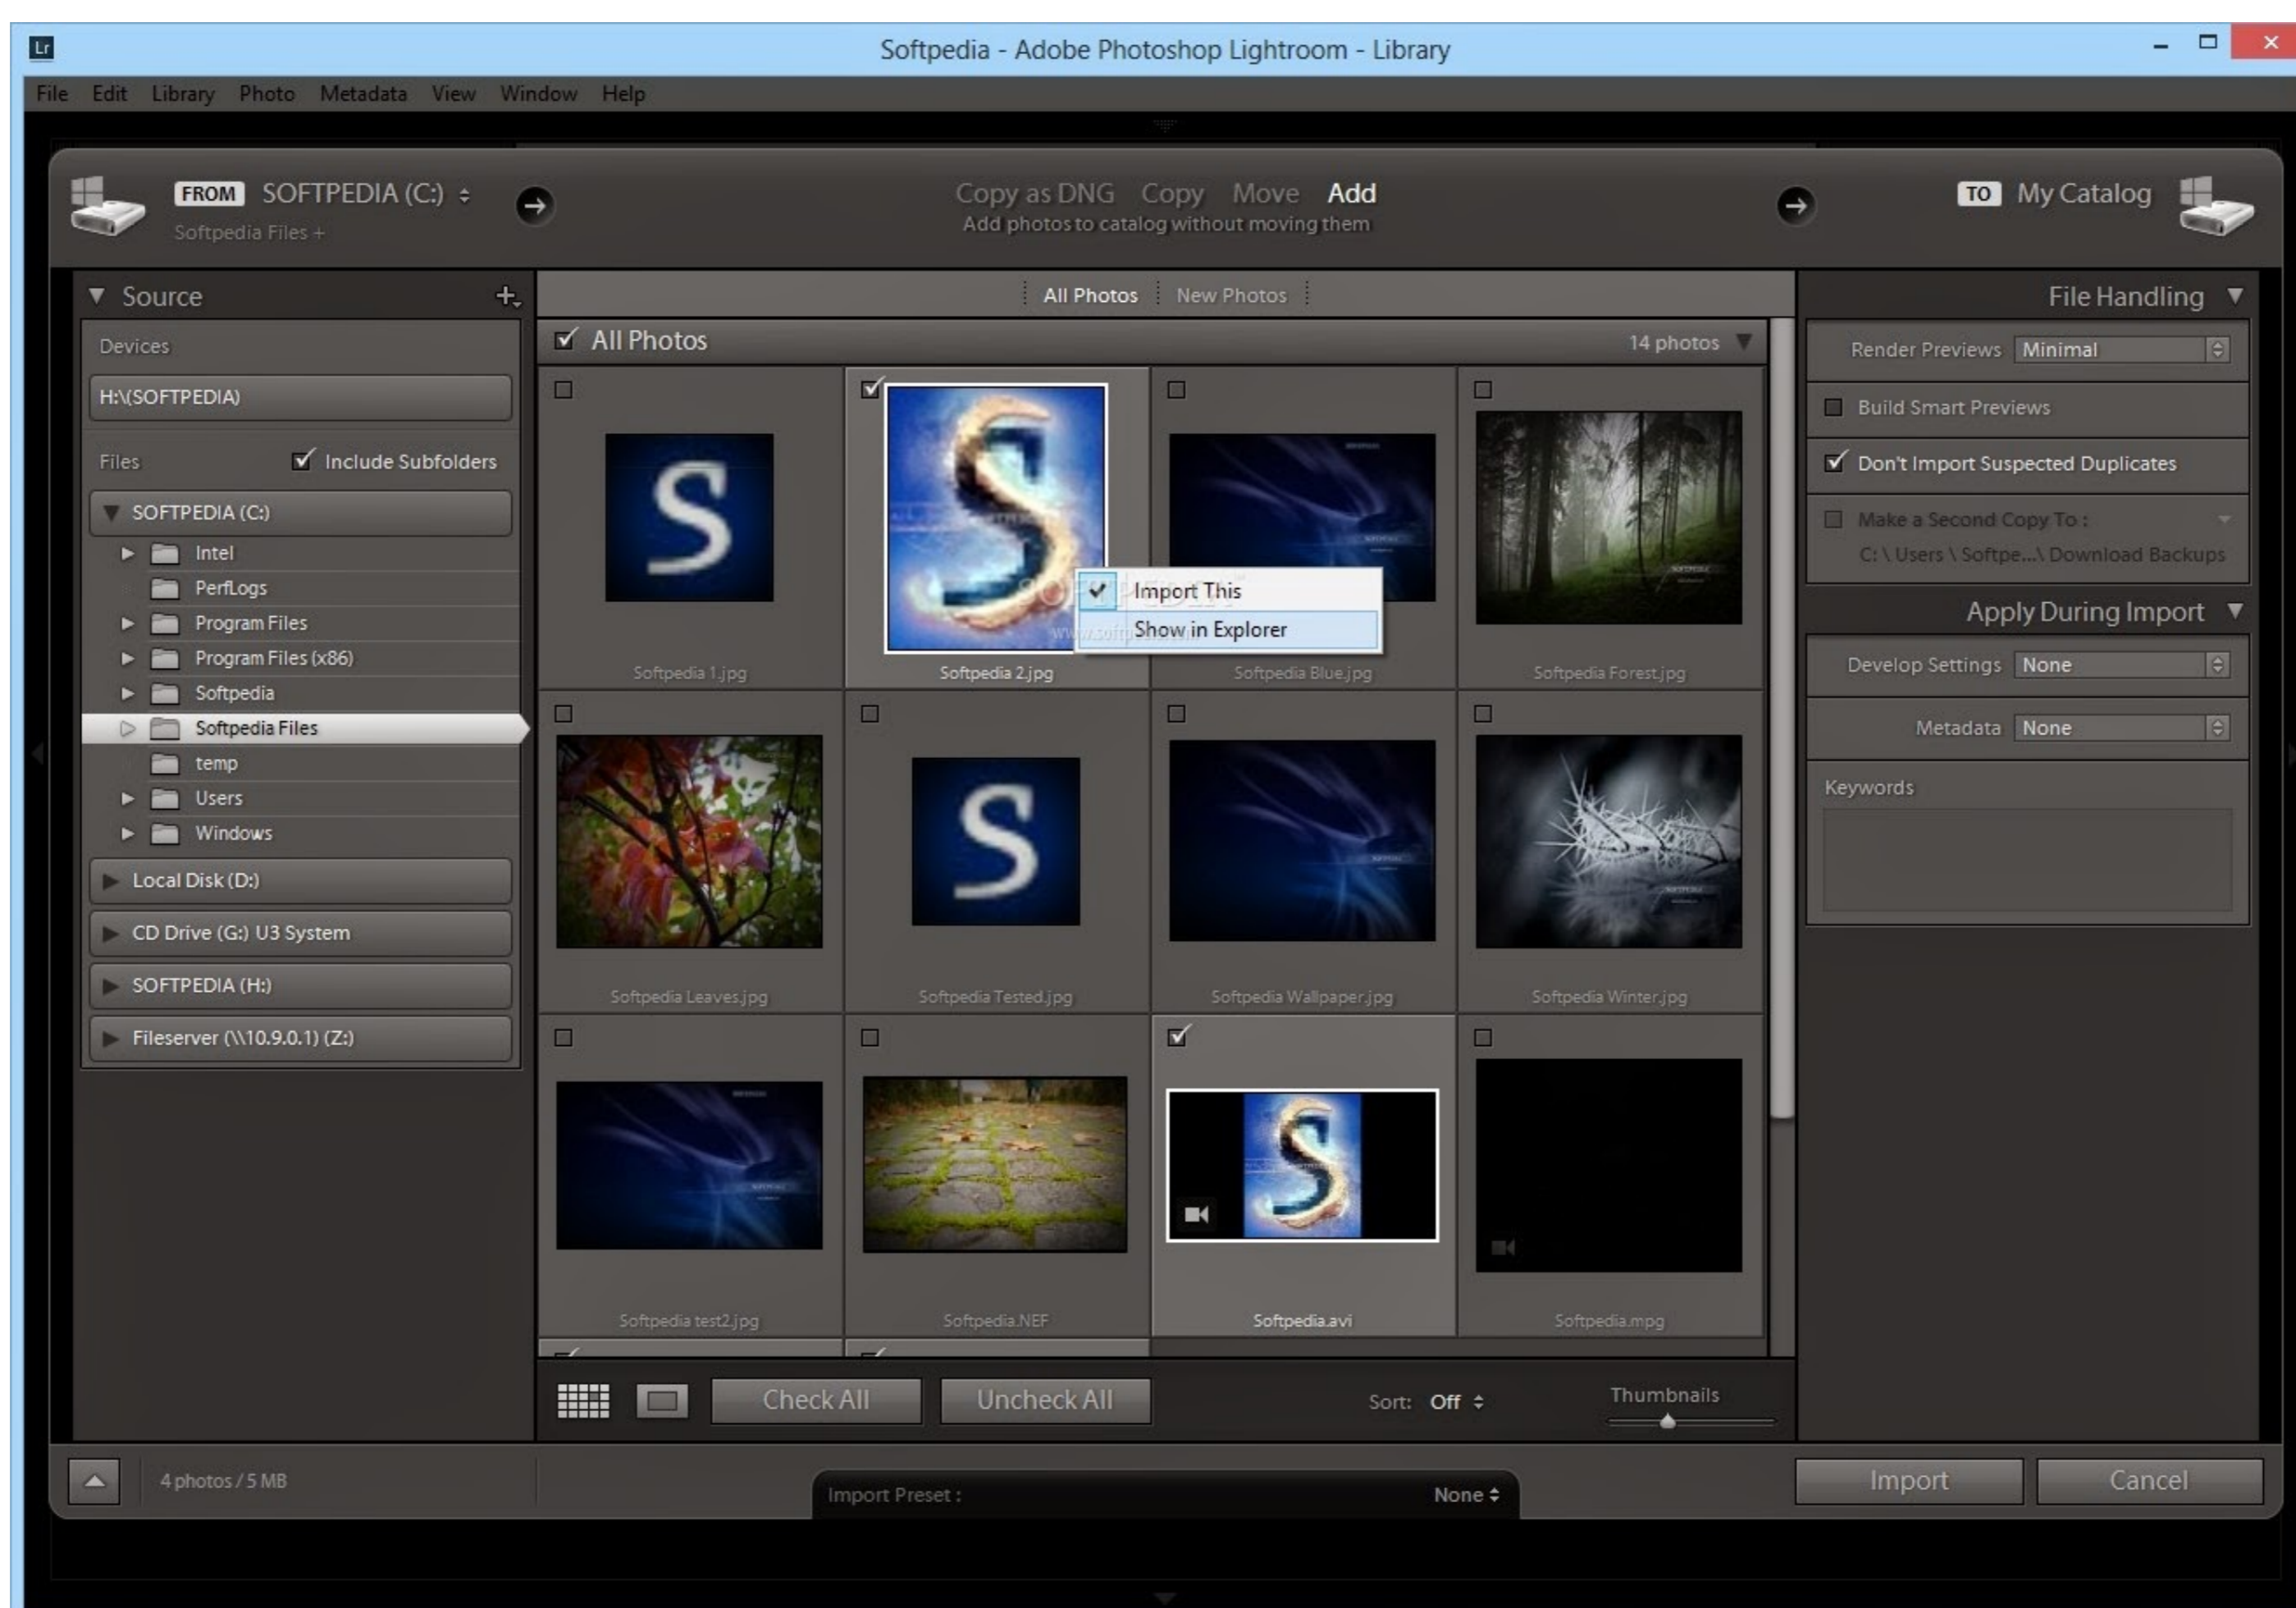 Lr
Softpedia - Adobe Photoshop Lightroom - Library
File Edit Library Photo Metadata View Window Help
FROM SOFTPEDIA (C:)
Softpedia Files +
Copy as DNG Copy Move Add
Add photos to catalog without moving them
TO My Catalog
Source
Devices
H:\(SOFTPEDIA)
Files Include Subfolders
SOFTPEDIA (C:)
Intel
PerfLogs
Program Files
Program Files (x86)
Softpedia
Softpedia Files
temp
Users
Windows
Local Disk (D:)
CD Drive (G:) U3 System
SOFTPEDIA (H:)
Fileserver (\\10.9.0.1) (Z:)
All Photos New Photos
All Photos 14 photos
S
S
SOFTPEDIA
www.softpedia.com
Import This
Show in Explorer
Softpedia 1.jpg Softpedia 2.jpg Softpedia Blue.jpg Softpedia Forest.jpg
S
Softpedia Leaves.jpg Softpedia Tested.jpg Softpedia Wallpaper.jpg Softpedia Winter.jpg
S
Softpedia test2.jpg Softpedia.NEF Softpedia.avi Softpedia.mpg
Check All Uncheck All Sort: Off Thumbnails
File Handling
Render Previews Minimal
Build Smart Previews
Don't Import Suspected Duplicates
Make a Second Copy To :
C: \ Users \ Softpe...\ Download Backups
Apply During Import
Develop Settings None
Metadata None
Keywords
4 photos / 5 MB
Import Preset : None
Import Cancel